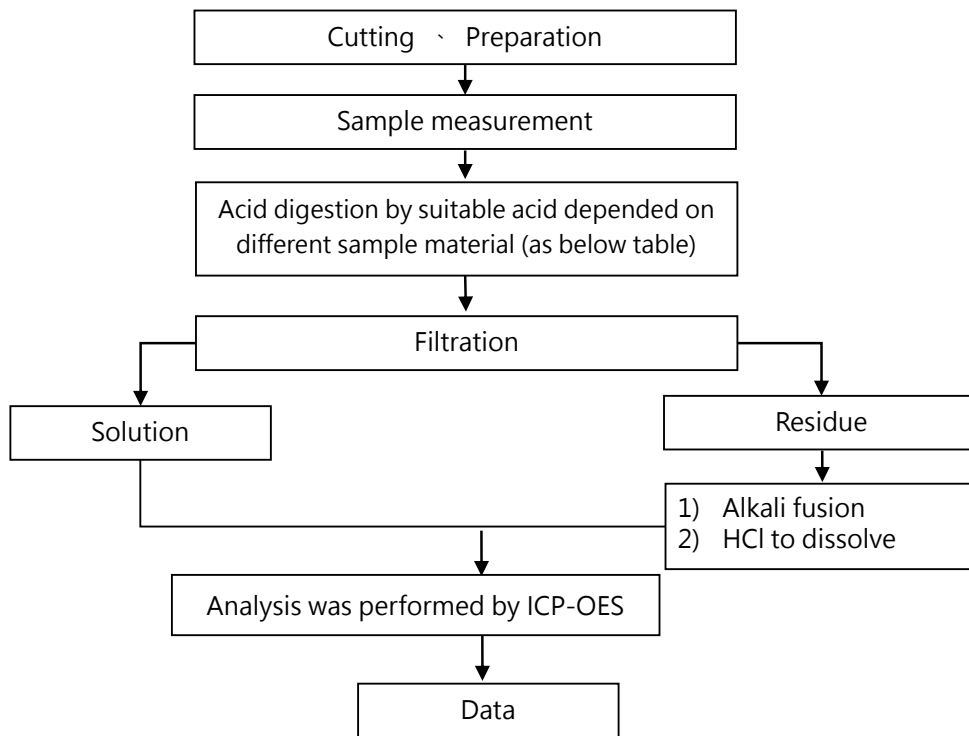 Cutting 、 Preparation
Sample measurement
Acid digestion by suitable acid depended on
different sample material (as below table)
Filtration
Solution
Residue
1) Alkali fusion
2) HCl to dissolve
Analysis was performed by ICP-OES
Data